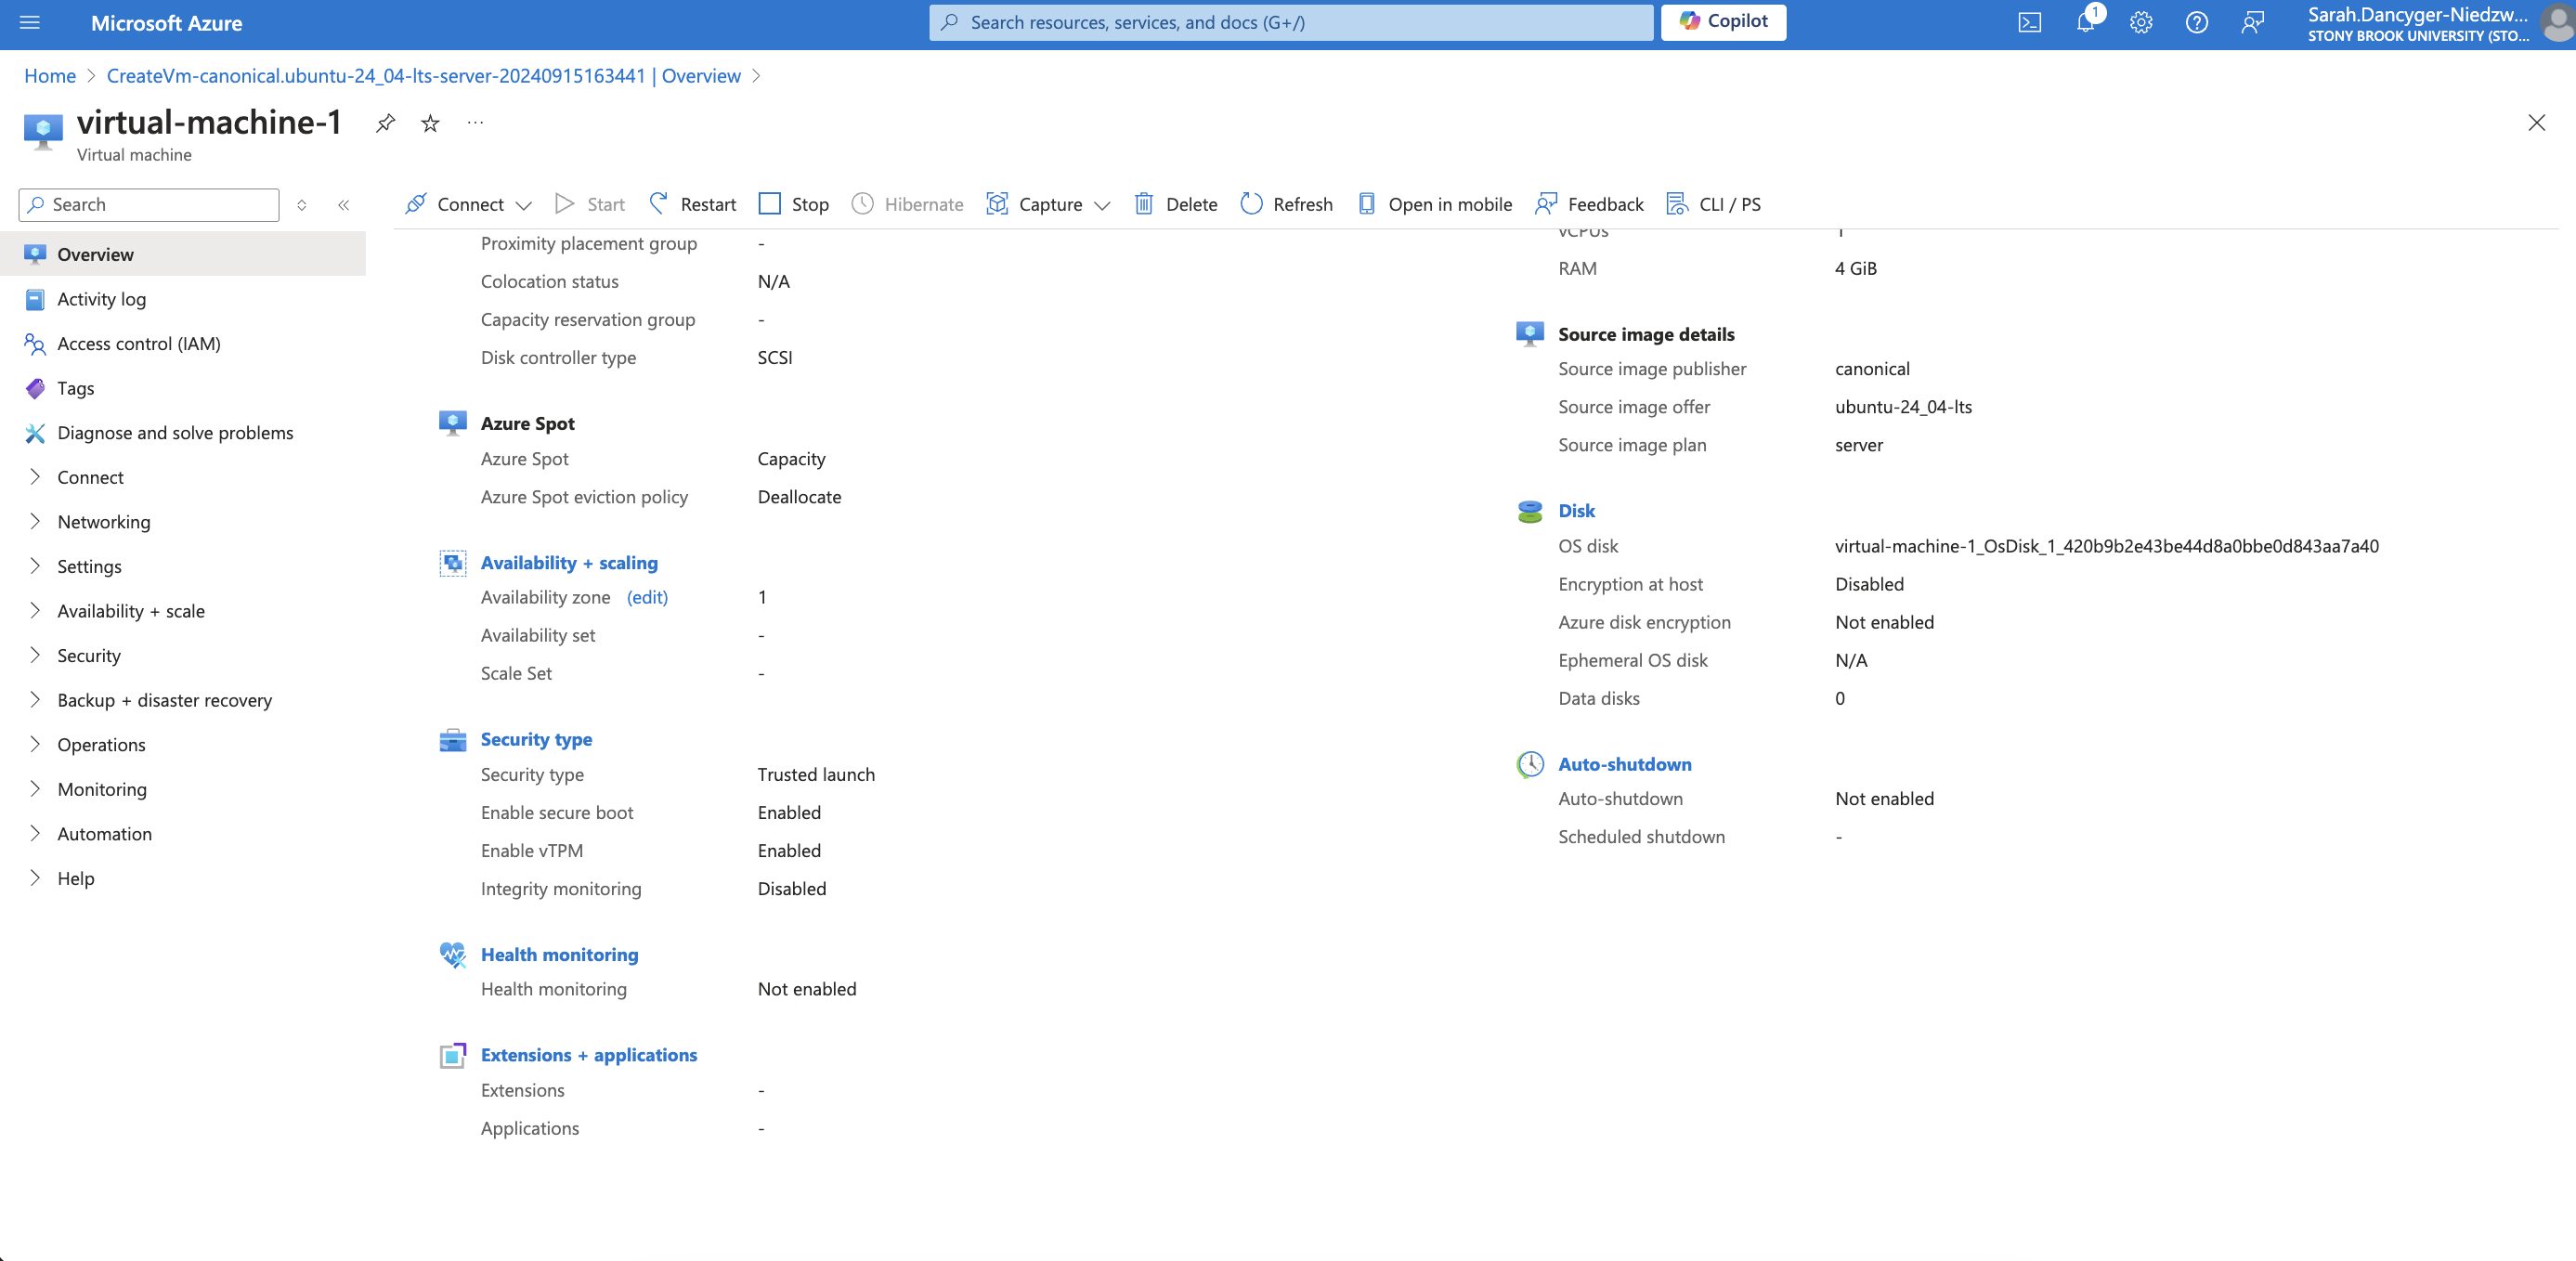 Microsoft Azure
Search resources, services, and docs (G+/)
Copilot
1
Sarah.Dancyger-Niedzw...
STONY BROOK UNIVERSITY (STO...
Home > CreateVm-canonical.ubuntu-24_04-lts-server-20240915163441 | Overview >
virtual-machine-1
...
Virtual machine
Search
Connect
Start
Restart
Stop
Hibernate
Capture
Delete
Refresh
Open in mobile
Feedback
CLI / PS
Overview
Activity log
Access control (IAM)
Tags
Diagnose and solve problems
Connect
Networking
Settings
Availability + scale
Security
Backup + disaster recovery
Operations
Monitoring
Automation
Help
Proximity placement group -
Colocation status N/A
Capacity reservation group -
Disk controller type SCSI
Azure Spot
Azure Spot Capacity
Azure Spot eviction policy Deallocate
Availability + scaling
Availability zone (edit) 1
Availability set -
Scale Set -
Security type
Security type Trusted launch
Enable secure boot Enabled
Enable vTPM Enabled
Integrity monitoring Disabled
Health monitoring
Health monitoring Not enabled
Extensions + applications
Extensions -
Applications -
vCPUs 1
RAM 4 GiB
Source image details
Source image publisher canonical
Source image offer ubuntu-24_04-lts
Source image plan server
Disk
OS disk virtual-machine-1_OsDisk_1_420b9b2e43be44d8a0bbe0d843aa7a40
Encryption at host Disabled
Azure disk encryption Not enabled
Ephemeral OS disk N/A
Data disks 0
Auto-shutdown
Auto-shutdown Not enabled
Scheduled shutdown -